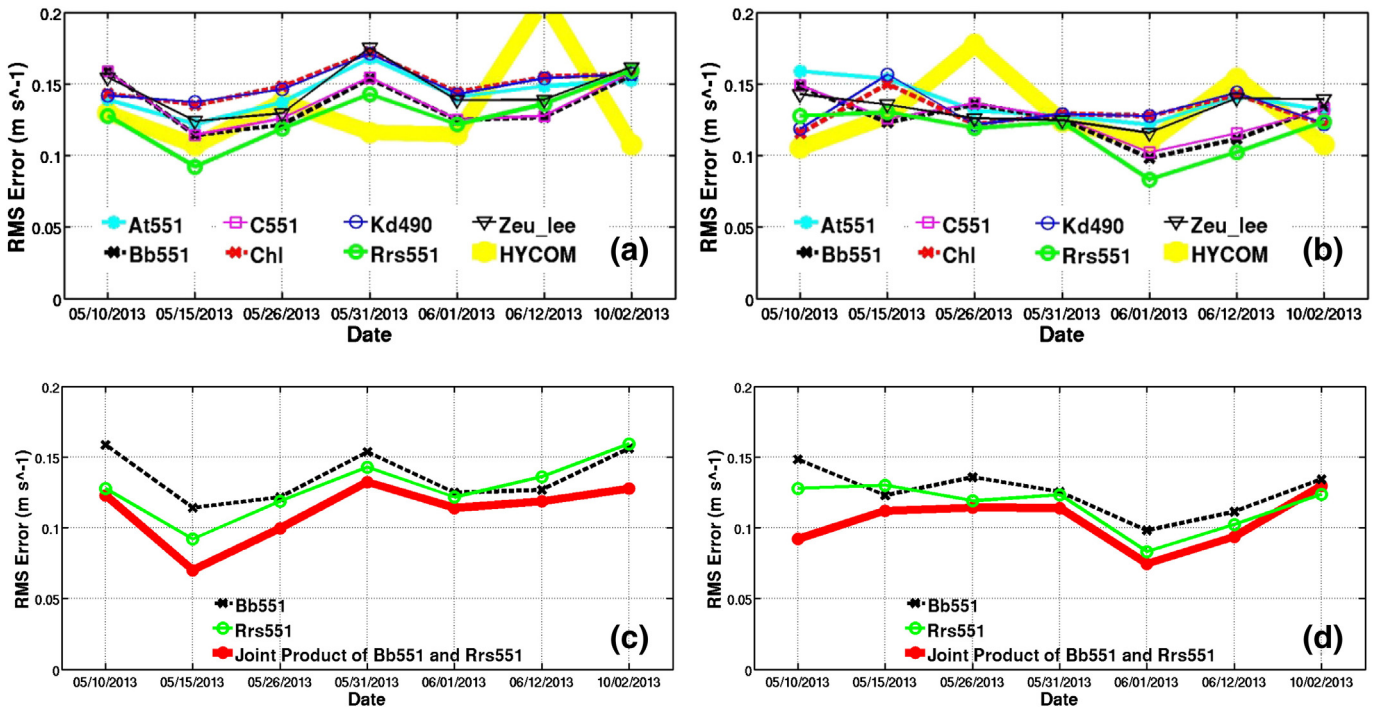 0.2
0.15
0.1
0.05
0
RMS Error (m s^-1)
At551 C551 Kd490 Zeu_lee
Bb551 Chl Rrs551 HYCOM
(a)
05/10/2013 05/15/2013 05/26/2013 05/31/2013 06/01/2013 06/12/2013 10/02/2013
Date
0.2
0.15
0.1
0.05
0
RMS Error (m s^-1)
At551 C551 Kd490 Zeu_lee
Bb551 Chl Rrs551 HYCOM
(b)
05/10/2013 05/15/2013 05/26/2013 05/31/2013 06/01/2013 06/12/2013 10/02/2013
Date
0.2
0.15
0.1
0.05
0
RMS Error (m s^-1)
Bb551
Rrs551
Joint Product of Bb551 and Rrs551
(c)
05/10/2013 05/15/2013 05/26/2013 05/31/2013 06/01/2013 06/12/2013 10/02/2013
Date
0.2
0.15
0.1
0.05
0
RMS Error (m s^-1)
Bb551
Rrs551
Joint Product of Bb551 and Rrs551
(d)
05/10/2013 05/15/2013 05/26/2013 05/31/2013 06/01/2013 06/12/2013 10/02/2013
Date